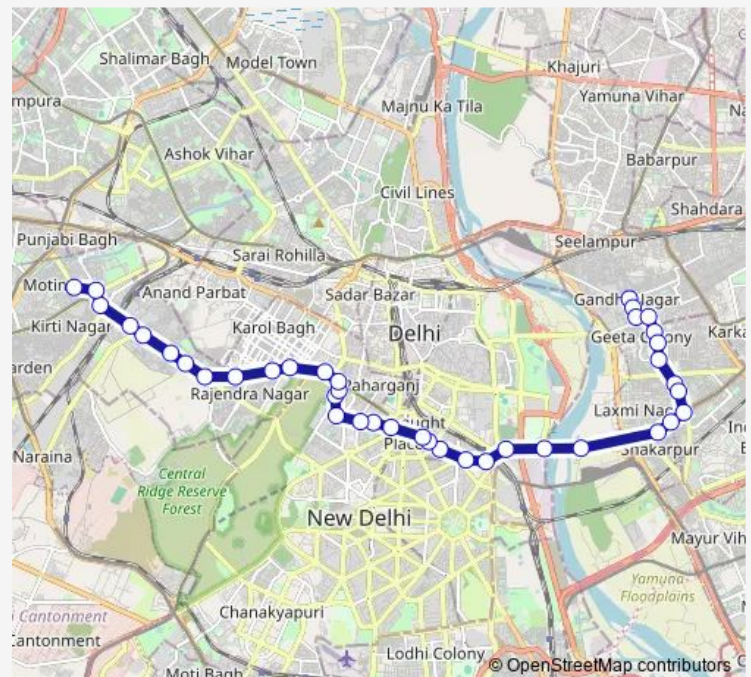 Shalimar Bagh
Model Town
Khajuri
mpura
Majnu Ka Tila
Yamuna Vihar
Ashok Vihar
Babarpur
Civil Lines
Shahdara
Punjabi Bagh
Seelampur
Sarai Rohilla
Motin
Anand Parbat
Sadar Bazar
Gandhi Nagar
Kirti Nagar
Karol Bagh
Delhi
Geeta Colony
Karka
arden
Paharganj
Rajendra Nagar
Laxmi Nag
ught
Place
Shakarpur
Naraina
Central
Ridge Reserve
Forest
New Delhi
Mayur Vih
Yamuna
Floodplains
Chanakyapuri
i Cantonment
Cantonment
Lodhi Colony
Moti Bagh
© OpenStreetMap contributors